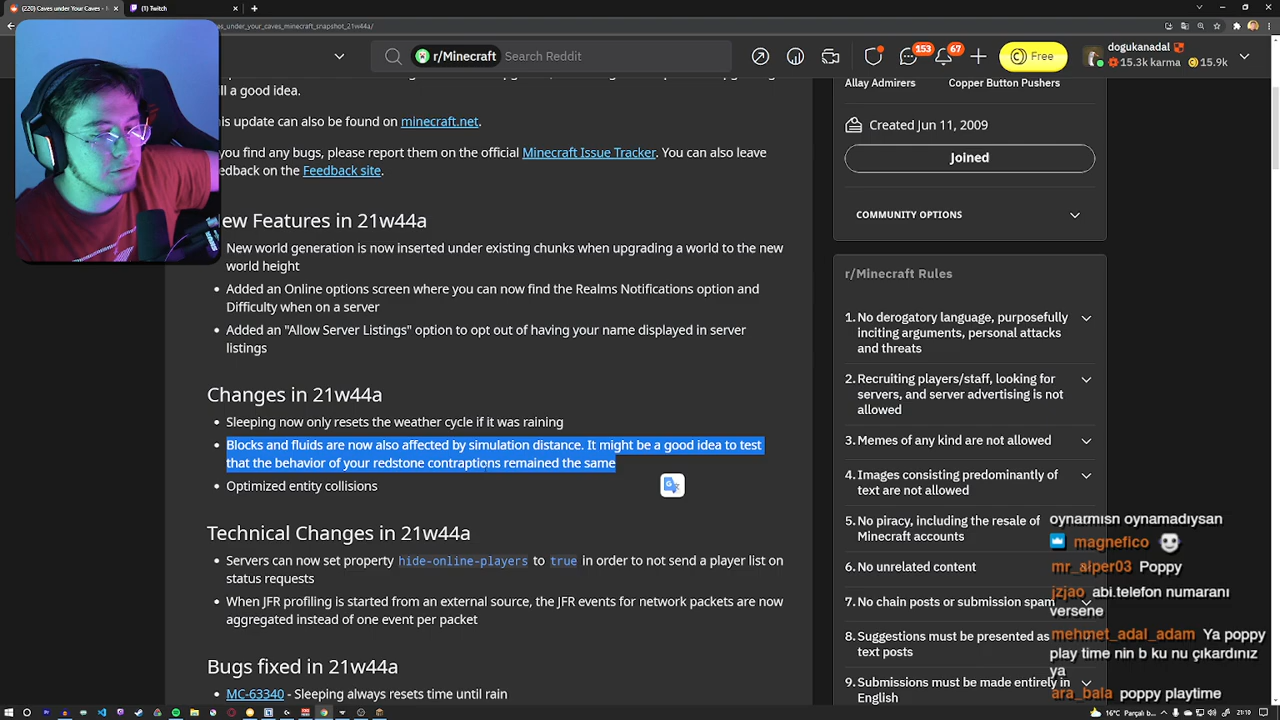 Caves under Your Caves -
(1) Twitch
_under_your_caves_minecraft_snapshot_21w44a/
r/Minecraft Search Reddit
153
67
Free
dogukanadal
15.3k karma 15.9k
ll a good idea.
is update can also be found on minecraft.net.
you find any bugs, please report them on the official Minecraft Issue Tracker. You can also leave
edback on the Feedback site.
ew Features in 21w44a
New world generation is now inserted under existing chunks when upgrading a world to the new
world height
Added an Online options screen where you can now find the Realms Notifications option and
Difficulty when on a server
Added an "Allow Server Listings" option to opt out of having your name displayed in server
listings
Changes in 21w44a
Sleeping now only resets the weather cycle if it was raining
Blocks and fluids are now also affected by simulation distance. It might be a good idea to test
that the behavior of your redstone contraptions remained the same
Optimized entity collisions
Technical Changes in 21w44a
Servers can now set property hide-online-players to true in order to not send a player list on
status requests
When JFR profiling is started from an external source, the JFR events for network packets are now
aggregated instead of one event per packet
Bugs fixed in 21w44a
MC-63340 - Sleeping always resets time until rain
Allay Admirers Copper Button Pushers
Created Jun 11, 2009
Joined
COMMUNITY OPTIONS
r/Minecraft Rules
1. No derogatory language, purposefully
inciting arguments, personal attacks
and threats
2. Recruiting players/staff, looking for
servers, and server advertising is not
allowed
3. Memes of any kind are not allowed
4. Images consisting predominantly of
text are not allowed
5. No piracy, including the resale of
Minecraft accounts
6. No unrelated content
7. No chain posts or submission spam
8. Suggestions must be presented as
text posts
9. Submissions must be made entirely in
English
oynarmısn oynamadıysan
magnefico
mr_alper03 Poppy
jzjao abi.telefon numaranı
versene
mehmet_adal_adam Ya poppy
play time nin b ku nu çıkardınız
ya
ara_bala poppy playtime
16°C Parçalı b...
21:10